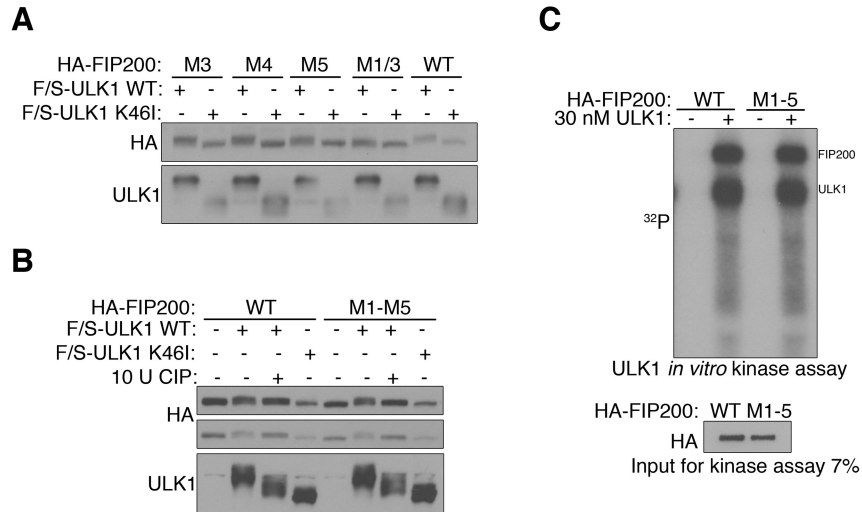 A
HA-FIP200: M3 M4 M5 M1/3 WT
F/S-ULK1 WT: + - + - + - + - + -
F/S-ULK1 K46I: - + - + - + - + - +
HA
ULK1
B
HA-FIP200: WT M1-M5
F/S-ULK1 WT: - + + - - + + -
F/S-ULK1 K46I: - - - + - - - +
10 U CIP: - - + - - - + -
HA
ULK1
C
HA-FIP200: WT M1-5
30 nM ULK1: - + - +
FIP200
ULK1
32P
ULK1 in vitro kinase assay
HA-FIP200: WT M1-5
HA
Input for kinase assay 7%